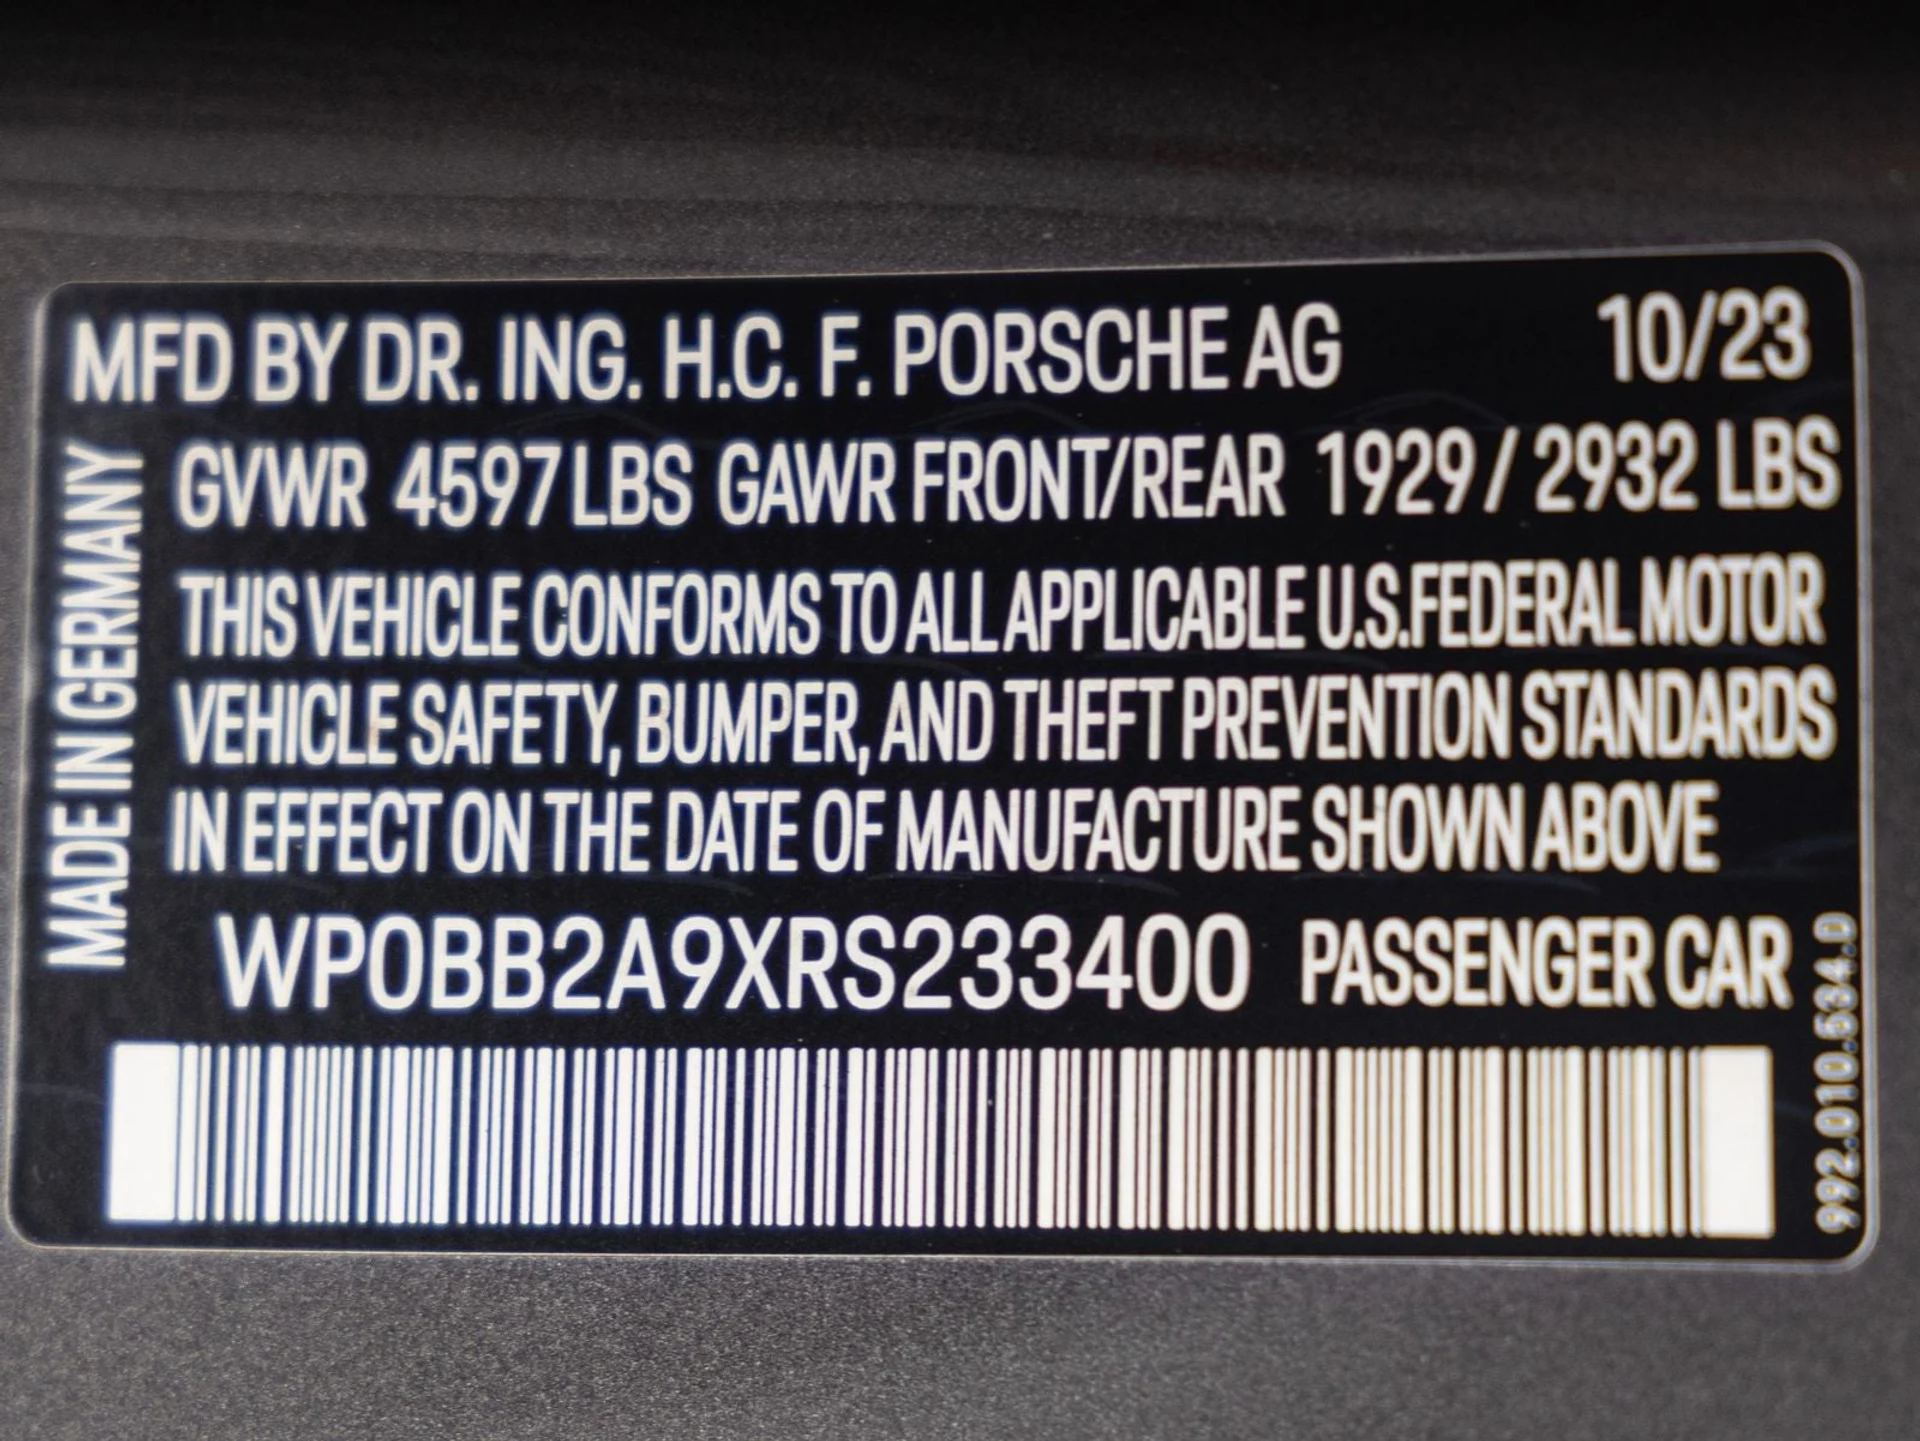 MFD BY DR. ING. H.C. F. PORSCHE AG 10/23
MADE IN GERMANY
GVWR 4597 LBS GAWR FRONT/REAR 1929 / 2932 LBS
THIS VEHICLE CONFORMS TO ALL APPLICABLE U.S.FEDERAL MOTOR
VEHICLE SAFETY, BUMPER, AND THEFT PREVENTION STANDARDS
IN EFFECT ON THE DATE OF MANUFACTURE SHOWN ABOVE
WP0BB2A9XRS233400 PASSENGER CAR
992.010.534.D